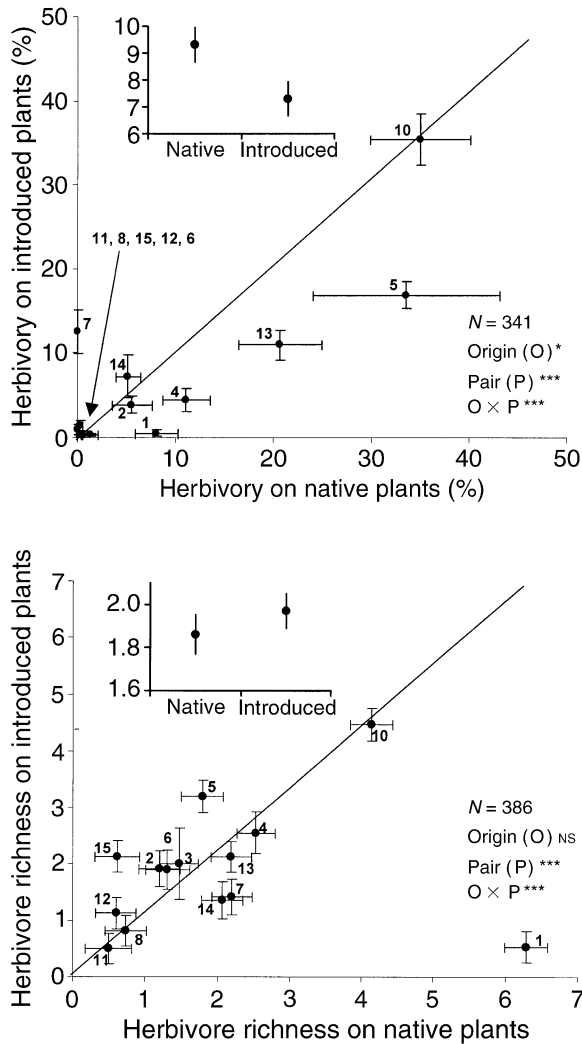 Herbivory on introduced plants (%)
50
40
30
20
10
0
10
9
8
7
6
Native Introduced
10
11, 8, 15, 12, 6
7
5
13
14
4
2
1
N = 341
Origin (O) *
Pair (P) ***
O × P ***
0 10 20 30 40 50
Herbivory on native plants (%)
Herbivore richness on introduced plants
7
6
5
4
3
2
1
0
2.0
1.8
1.6
Native Introduced
10
5
4
6
15
2
3
13
7
12
14
8
11
1
N = 386
Origin (O) NS
Pair (P) ***
O × P ***
0 1 2 3 4 5 6 7
Herbivore richness on native plants